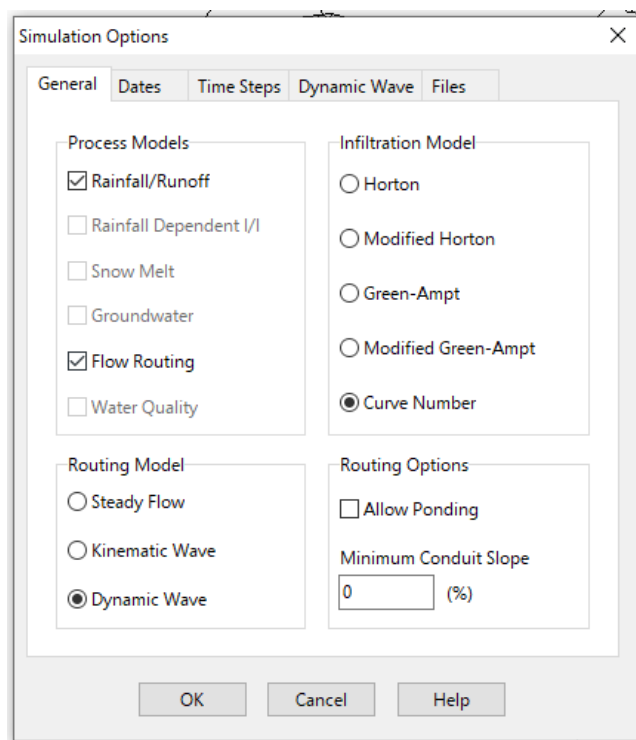 Simulation Options
General Dates Time Steps Dynamic Wave Files
Process Models
Rainfall/Runoff
Rainfall Dependent I/I
Snow Melt
Groundwater
Flow Routing
Water Quality
Infiltration Model
Horton
Modified Horton
Green-Ampt
Modified Green-Ampt
Curve Number
Routing Model
Steady Flow
Kinematic Wave
Dynamic Wave
Routing Options
Allow Ponding
Minimum Conduit Slope
0 (%)
OK Cancel Help